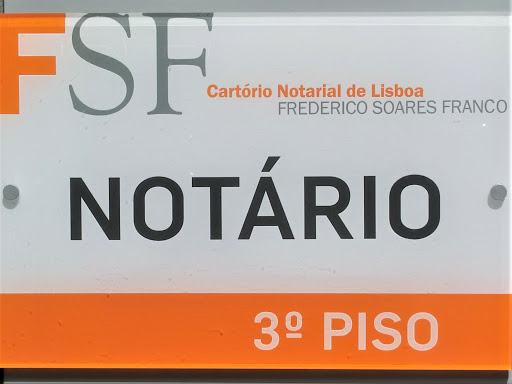 FSF
Cartório Notarial de Lisboa
FREDERICO SOARES FRANCO
NOTÁRIO
3º PISO